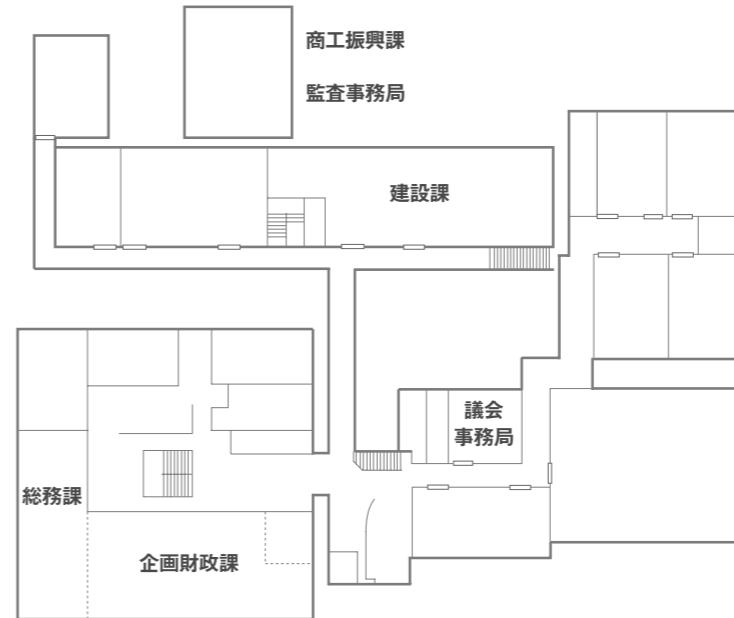 商工振興課
監査事務局
建設課
議会
事務局
総務課
企画財政課